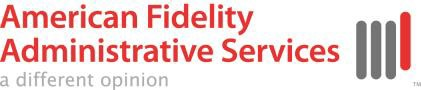 American Fidelity
Administrative Services
a different opinion
TM